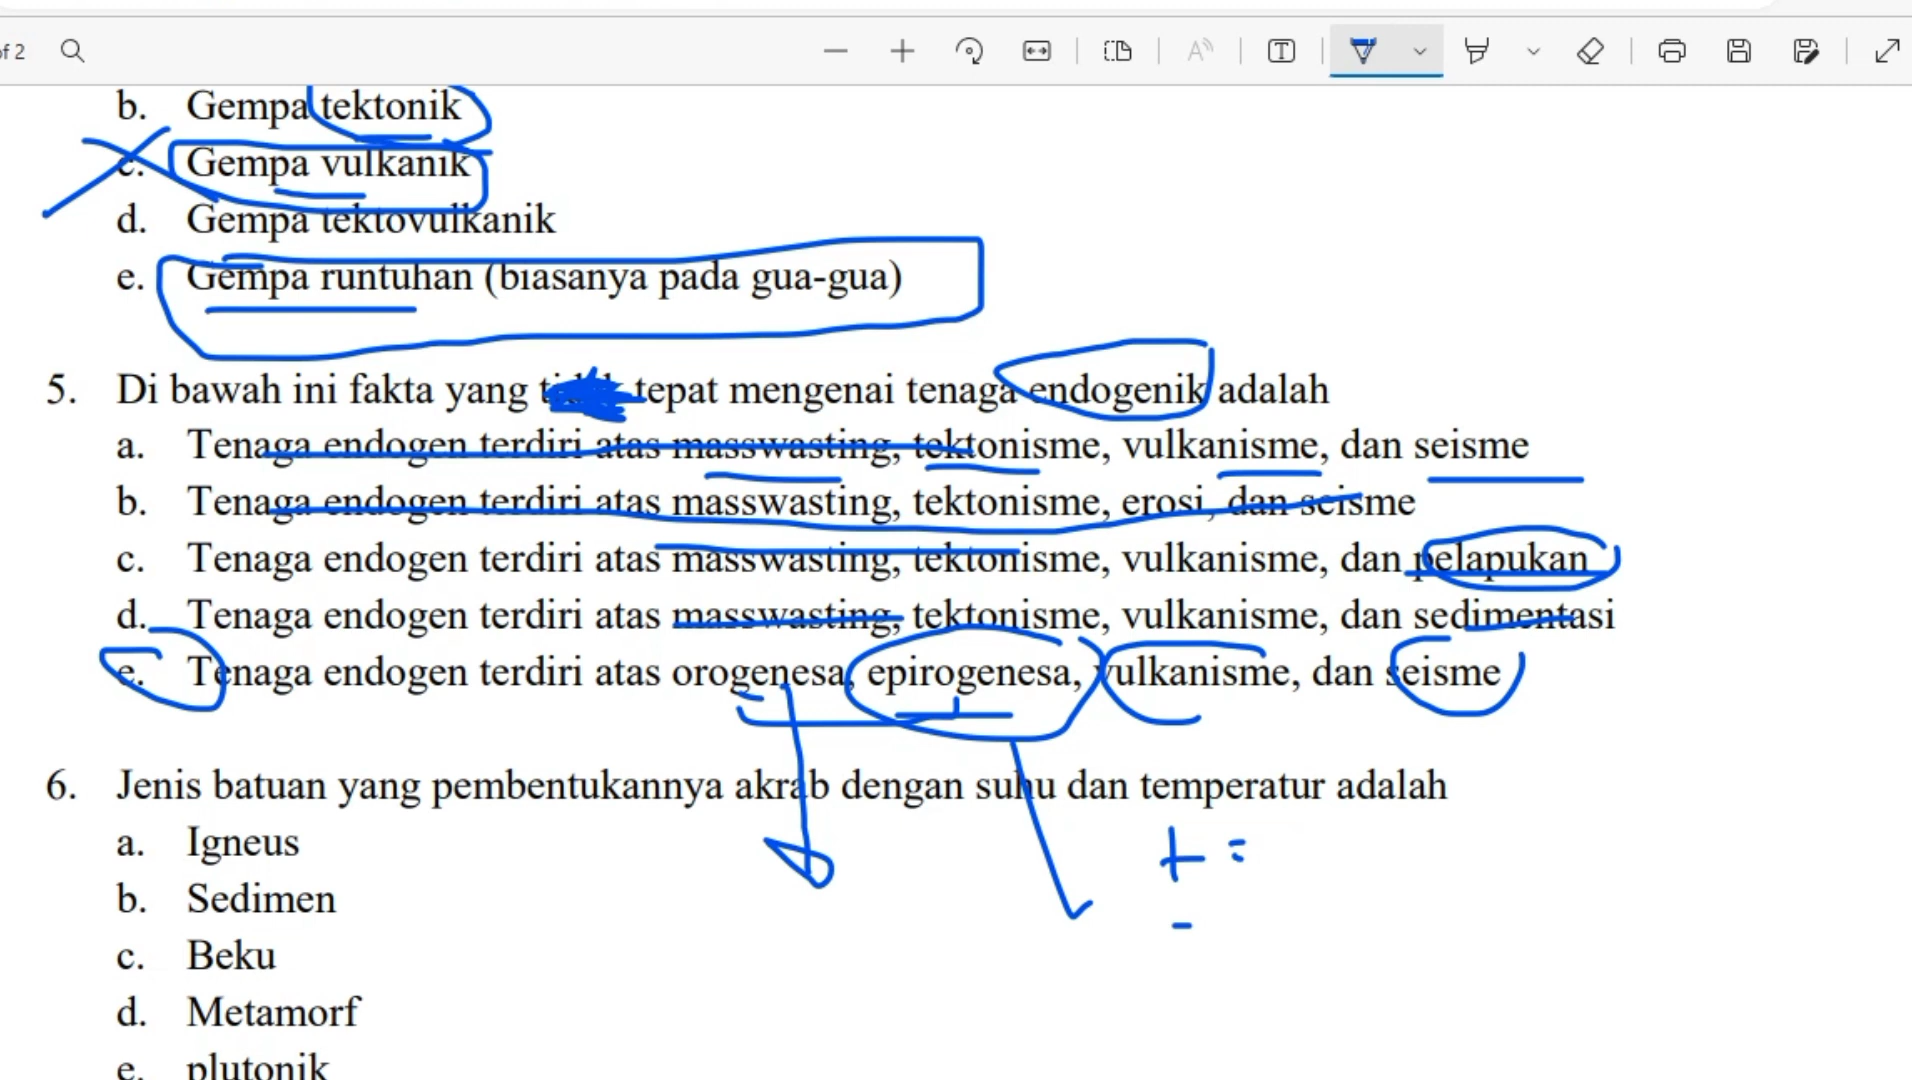 of 2
b. Gempa tektonik
c. Gempa vulkanik
d. Gempa tektovulkanik
e. Gempa runtuhan (biasanya pada gua-gua)
5. Di bawah ini fakta yang tepat mengenai tenaga endogenik adalah
a. Tenaga endogen terdiri atas masswasting, tektonisme, vulkanisme, dan seisme
b. Tenaga endogen terdiri atas masswasting, tektonisme, erosi, dan seisme
c. Tenaga endogen terdiri atas masswasting, tektonisme, vulkanisme, dan pelapukan
d. Tenaga endogen terdiri atas masswasting, tektonisme, vulkanisme, dan sedimentasi
e. Tenaga endogen terdiri atas orogenesa, epirogenesa, vulkanisme, dan seisme
6. Jenis batuan yang pembentukannya akrab dengan suhu dan temperatur adalah
a. Igneus
+ =
b. Sedimen
-
c. Beku
d. Metamorf
e. plutonik